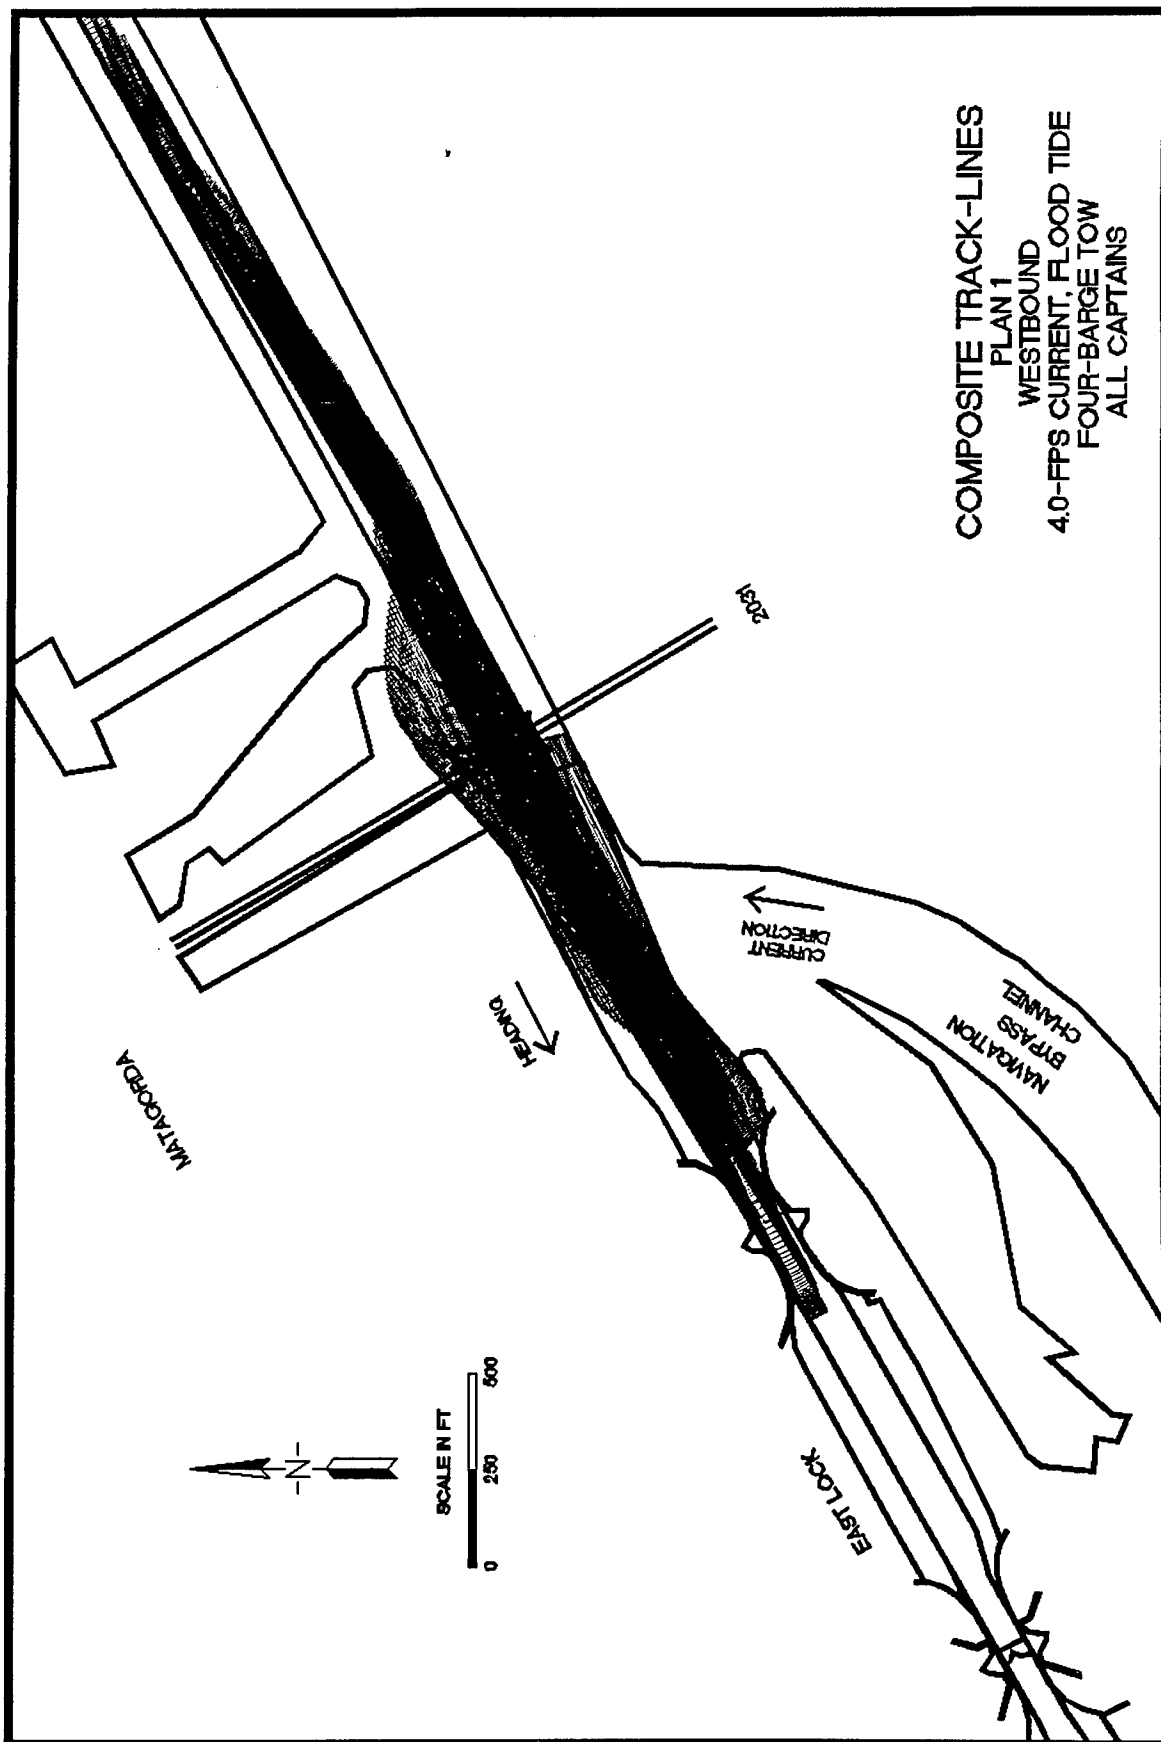 COMPOSITE TRACK-LINES
PLAN 1
WESTBOUND
4.0-FPS CURRENT, FLOOD TIDE
FOUR-BARGE TOW
ALL CAPTAINS
2031
CURRENT
DIRECTION
NAVIGATION
BYPASS
CHANNEL
HEADING
MATAGORDA
EAST LOCK
-N-
SCALE IN FT
0 250 500